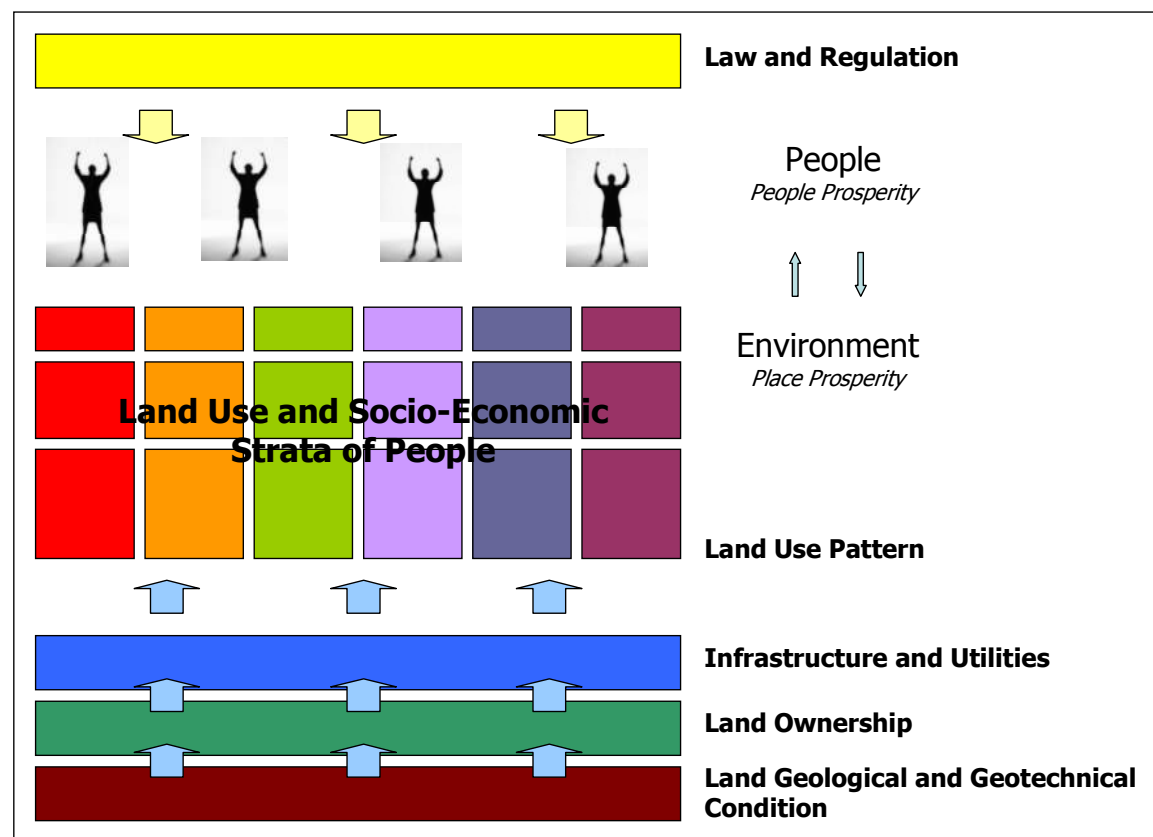 Law and Regulation
People
People Prosperity
Environment
Place Prosperity
Land Use and Socio-Economic
Strata of People
Land Use Pattern
Infrastructure and Utilities
Land Ownership
Land Geological and Geotechnical
Condition